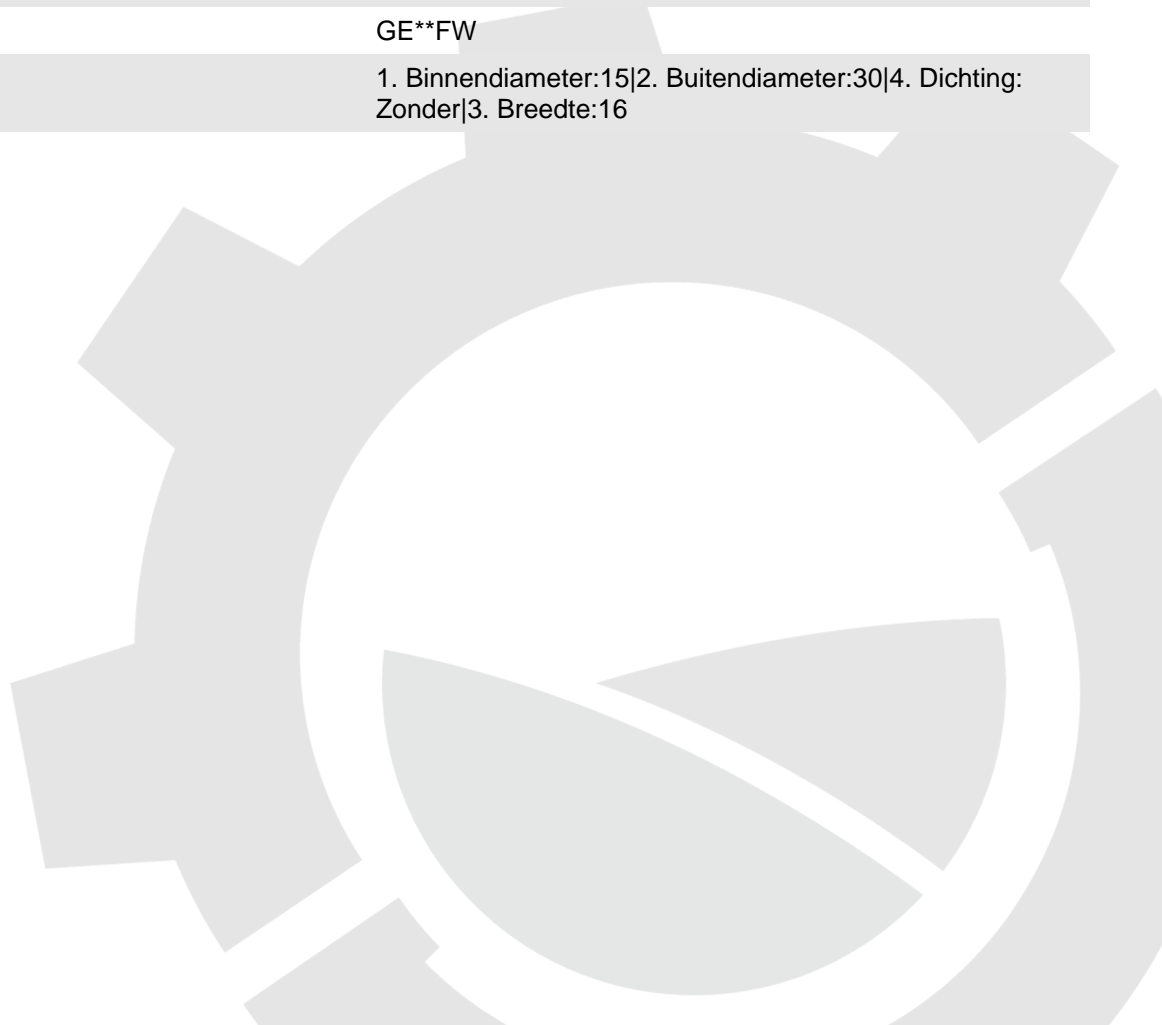 GE**FW
1. Binnendiameter:15|2. Buitendiameter:30|4. Dichting:
Zonder|3. Breedte:16